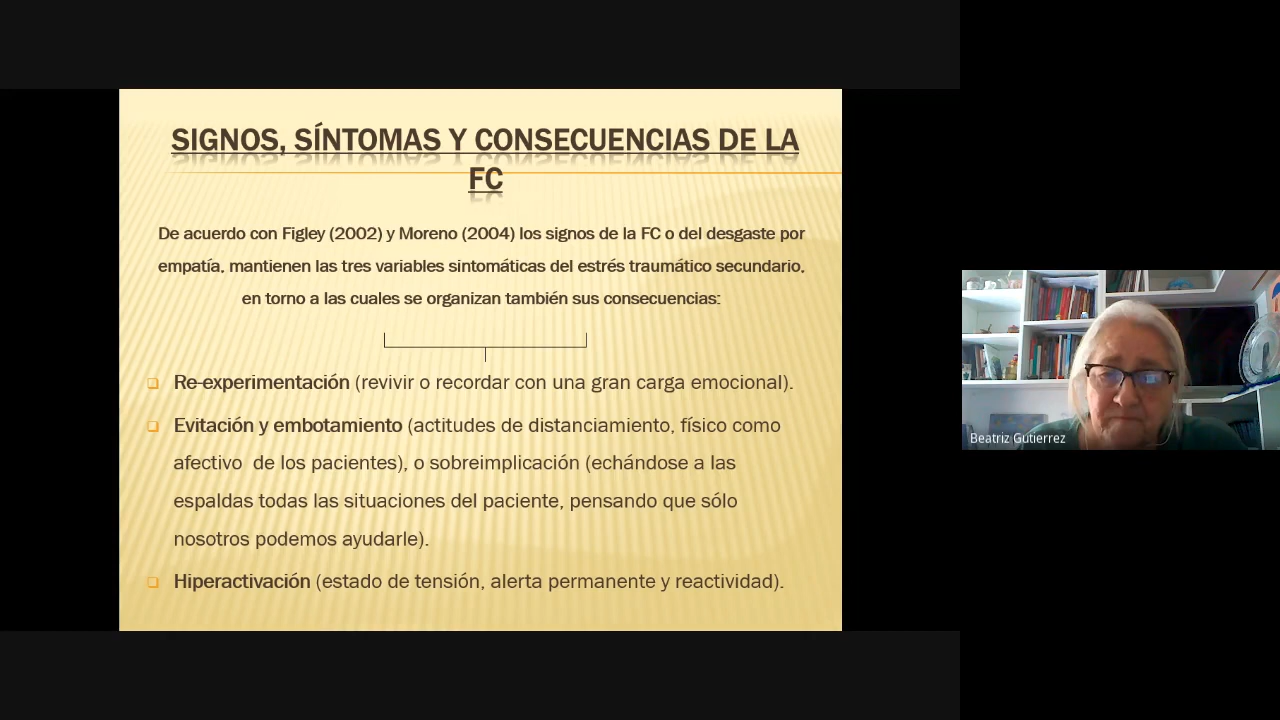 SIGNOS, SÍNTOMAS Y CONSECUENCIAS DE LA
FC
De acuerdo con Figley (2002) y Moreno (2004) los signos de la FC o del desgaste por
empatía, mantienen las tres variables sintomáticas del estrés traumático secundario,
en torno a las cuales se organizan también sus consecuencias:
Re-experimentación (revivir o recordar con una gran carga emocional).
Evitación y embotamiento (actitudes de distanciamiento, físico como
afectivo de los pacientes), o sobreimplicación (echándose a las
espaldas todas las situaciones del paciente, pensando que sólo
nosotros podemos ayudarle).
Hiperactivación (estado de tensión, alerta permanente y reactividad).
Beatriz Gutierrez